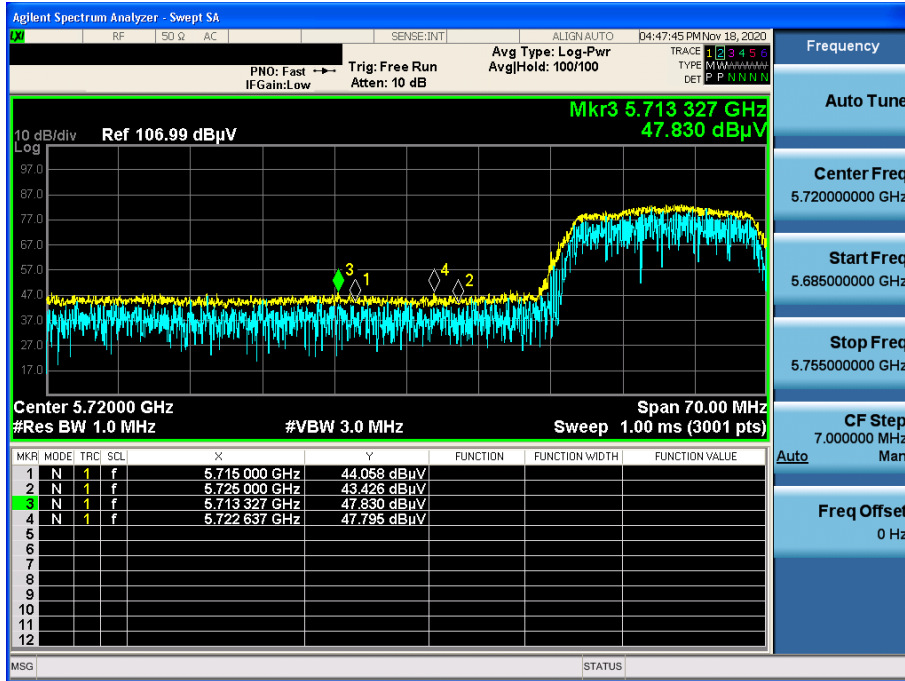 Agilent Spectrum Analyzer - Swept SA
LXI RF 50 Ω AC SENSE:INT ALIGN AUTO 04:47:45 PM Nov 18, 2020
Frequency
Avg Type: Log-Pwr TRACE 1 2 3 4 5 6
PNO: Fast Trig: Free Run Avg|Hold: 100/100 TYPE M W W W W W
IFGain:Low Atten: 10 dB DET P P N N N N
Auto Tune
Mkr3 5.713 327 GHz
47.830 dBµV
10 dB/div Ref 106.99 dBµV
Log
97.0
87.0
77.0
67.0
57.0
47.0
37.0
27.0
17.0
3
1
4
2
Center Freq
5.720000000 GHz
Start Freq
5.685000000 GHz
Stop Freq
5.755000000 GHz
Center 5.72000 GHz Span 70.00 MHz
#Res BW 1.0 MHz #VBW 3.0 MHz Sweep 1.00 ms (3001 pts)
CF Step
7.000000 MHz
Auto Man
Freq Offset
0 Hz
MKR MODE TRC SCL X Y FUNCTION FUNCTION WIDTH FUNCTION VALUE
1 N 1 f 5.715 000 GHz 44.058 dBµV
2 N 1 f 5.725 000 GHz 43.426 dBµV
3 N 1 f 5.713 327 GHz 47.830 dBµV
4 N 1 f 5.722 637 GHz 47.795 dBµV
5
6
7
8
9
10
11
12
MSG STATUS